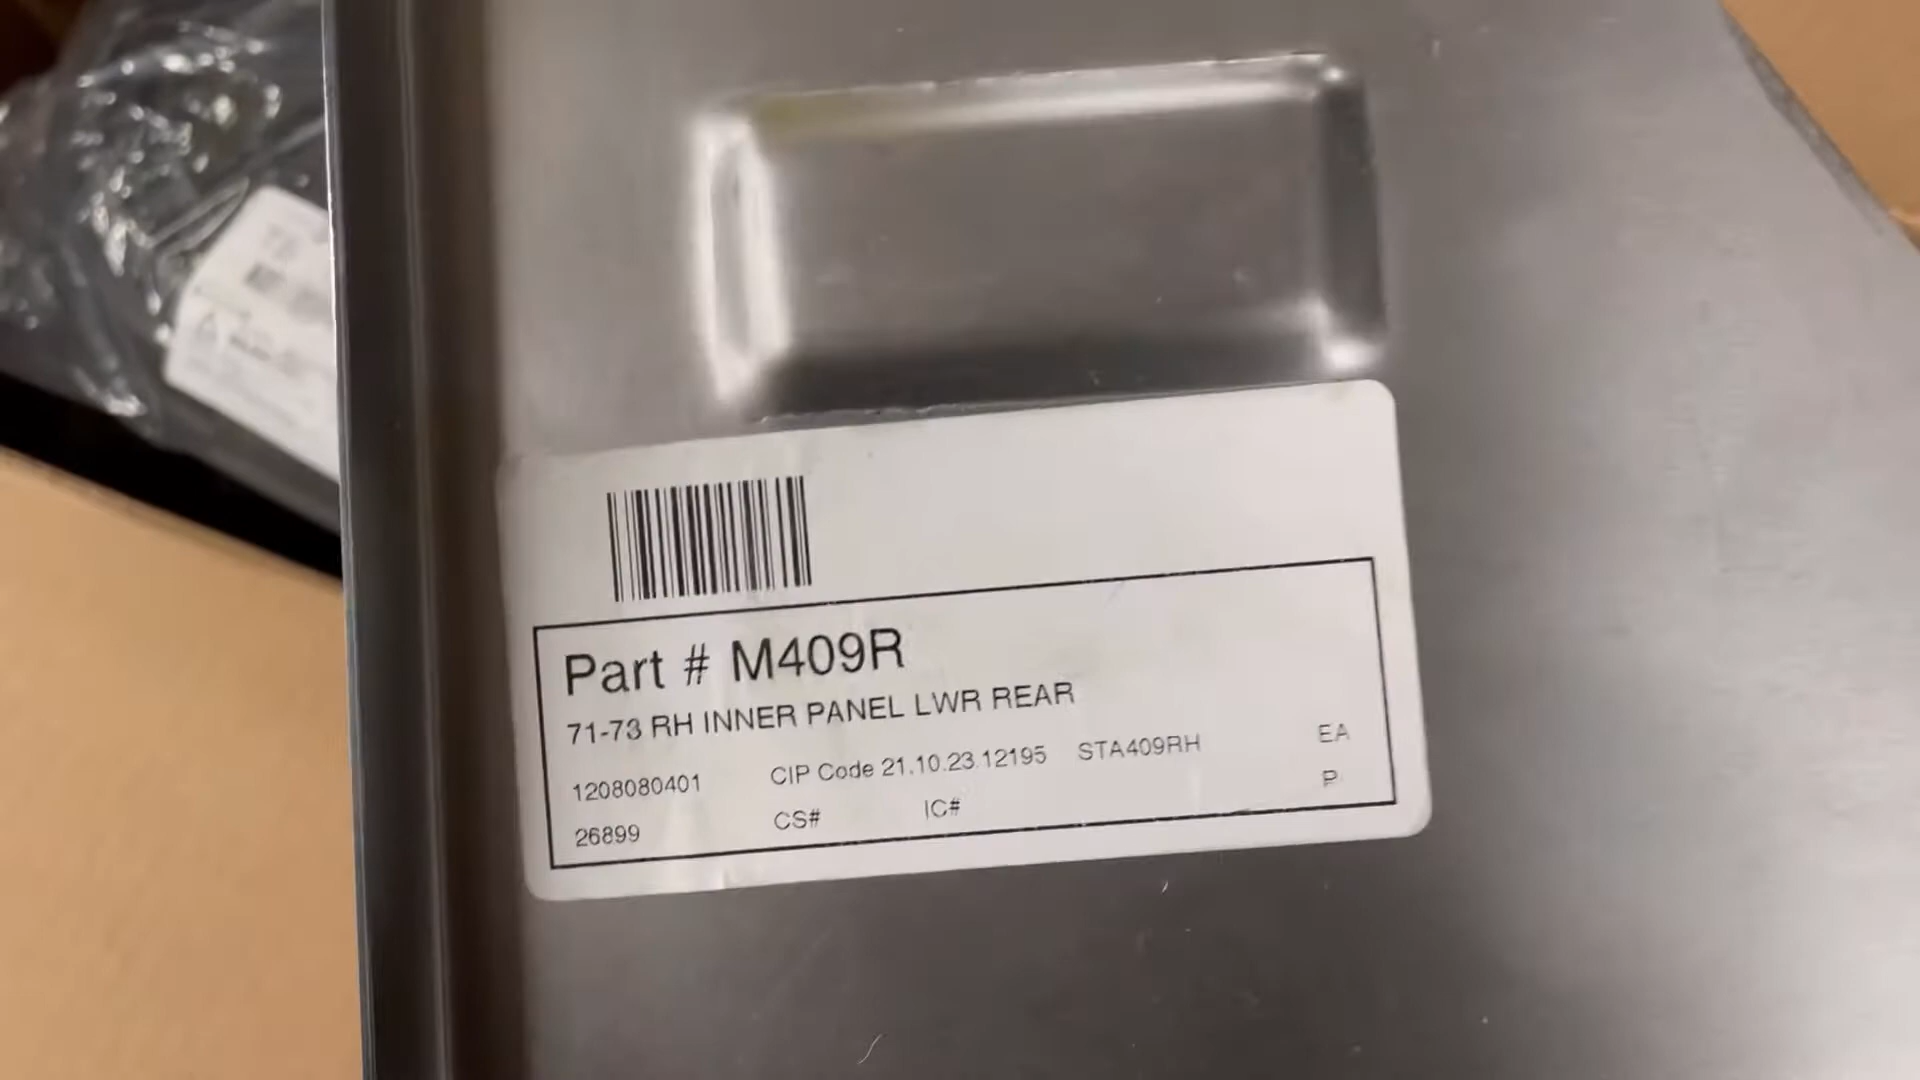 Part # M409R
71-73 RH INNER PANEL LWR REAR
1208080401 CIP Code 21.10.23.12195 STA409RH EA
26899 CS# IC# P